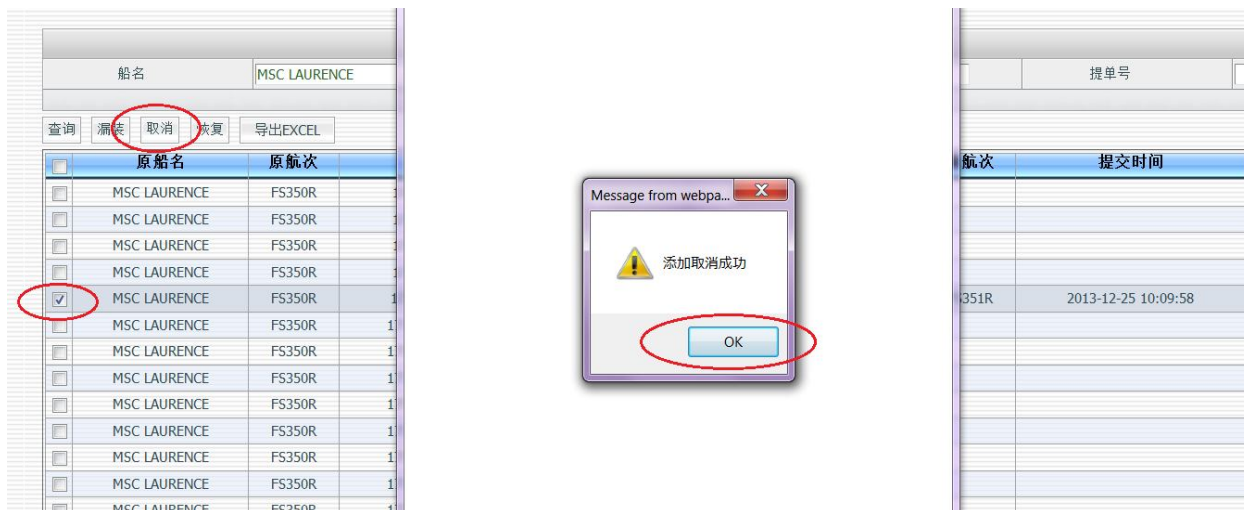 船名 MSC LAURENCE 提单号
查询 漏装 取消 恢复 导出EXCEL
原船名 原航次 航次 提交时间
MSC LAURENCE FS350R
MSC LAURENCE FS350R
MSC LAURENCE FS350R
MSC LAURENCE FS350R
MSC LAURENCE FS350R 351R 2013-12-25 10:09:58
MSC LAURENCE FS350R
MSC LAURENCE FS350R
MSC LAURENCE FS350R
MSC LAURENCE FS350R
MSC LAURENCE FS350R
MSC LAURENCE FS350R
MSC LAURENCE FS350R
MSC LAURENCE FS350R
Message from webpa...
添加取消成功
OK